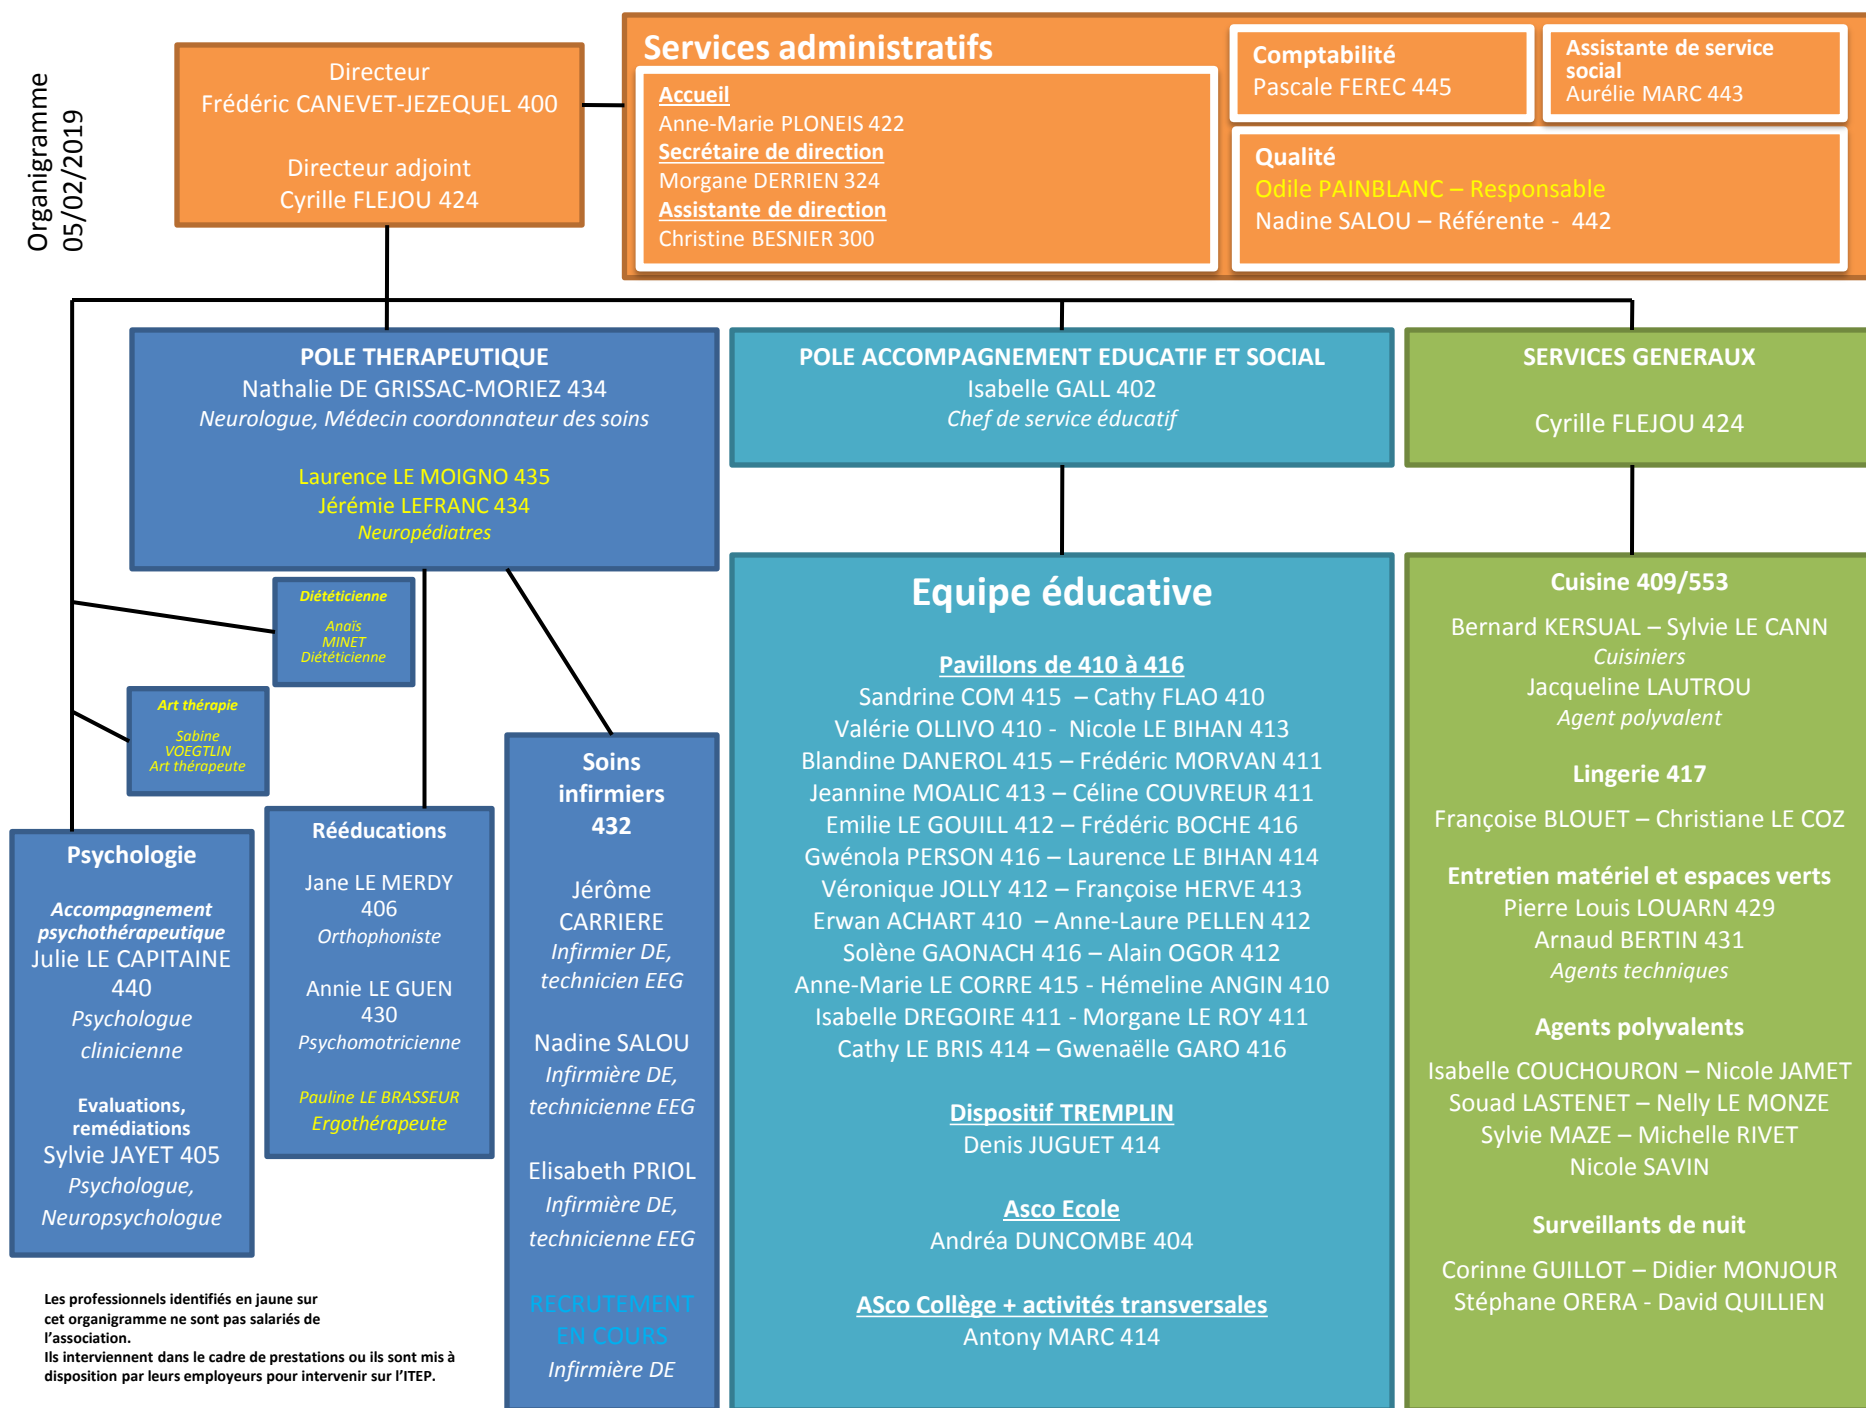 Organigramme
05/02/2019
Directeur
Frédéric CANEVET-JEZEQUEL 400
Directeur adjoint
Cyrille FLEJOU 424
Services administratifs
Accueil
Anne-Marie PLONEIS 422
Secrétaire de direction
Morgane DERRIEN 324
Assistante de direction
Christine BESNIER 300
Comptabilité
Pascale FEREC 445
Assistante de service
social
Aurélie MARC 443
Qualité
Odile PAINBLANC – Responsable
Nadine SALOU – Référente - 442
POLE THERAPEUTIQUE
Nathalie DE GRISSAC-MORIEZ 434
Neurologue, Médecin coordonnateur des soins
Laurence LE MOIGNO 435
Jérémie LEFRANC 434
Neuropédiatres
POLE ACCOMPAGNEMENT EDUCATIF ET SOCIAL
Isabelle GALL 402
Chef de service éducatif
SERVICES GENERAUX
Cyrille FLEJOU 424
Diététicienne
Anaïs
MINET
Diététicienne
Art thérapie
Sabine
VOEGTLIN
Art thérapeute
Psychologie
Accompagnement
psychothérapeutique
Julie LE CAPITAINE
440
Psychologue
clinicienne
Evaluations,
remédiations
Sylvie JAYET 405
Psychologue,
Neuropsychologue
Rééducations
Jane LE MERDY
406
Orthophoniste
Annie LE GUEN
430
Psychomotricienne
Pauline LE BRASSEUR
Ergothérapeute
Soins
infirmiers
432
Jérôme
CARRIERE
Infirmier DE,
technicien EEG
Nadine SALOU
Infirmière DE,
technicienne EEG
Elisabeth PRIOL
Infirmière DE,
technicienne EEG
RECRUTEMENT
EN COURS
Infirmière DE
Equipe éducative
Pavillons de 410 à 416
Sandrine COM 415 – Cathy FLAO 410
Valérie OLLIVO 410 - Nicole LE BIHAN 413
Blandine DANEROL 415 – Frédéric MORVAN 411
Jeannine MOALIC 413 – Céline COUVREUR 411
Emilie LE GOUILL 412 – Frédéric BOCHE 416
Gwénola PERSON 416 – Laurence LE BIHAN 414
Véronique JOLLY 412 – Françoise HERVE 413
Erwan ACHART 410 – Anne-Laure PELLEN 412
Solène GAONACH 416 – Alain OGOR 412
Anne-Marie LE CORRE 415 - Hémeline ANGIN 410
Isabelle DREGOIRE 411 - Morgane LE ROY 411
Cathy LE BRIS 414 – Gwenaëlle GARO 416
Dispositif TREMPLIN
Denis JUGUET 414
Asco Ecole
Andréa DUNCOMBE 404
ASco Collège + activités transversales
Antony MARC 414
Cuisine 409/553
Bernard KERSUAL – Sylvie LE CANN
Cuisiniers
Jacqueline LAUTROU
Agent polyvalent
Lingerie 417
Françoise BLOUET – Christiane LE COZ
Entretien matériel et espaces verts
Pierre Louis LOUARN 429
Arnaud BERTIN 431
Agents techniques
Agents polyvalents
Isabelle COUCHOURON – Nicole JAMET
Souad LASTENET – Nelly LE MONZE
Sylvie MAZE – Michelle RIVET
Nicole SAVIN
Surveillants de nuit
Corinne GUILLOT – Didier MONJOUR
Stéphane ORERA - David QUILLIEN
Les professionnels identifiés en jaune sur
cet organigramme ne sont pas salariés de
l’association.
Ils interviennent dans le cadre de prestations ou ils sont mis à
disposition par leurs employeurs pour intervenir sur l’ITEP.